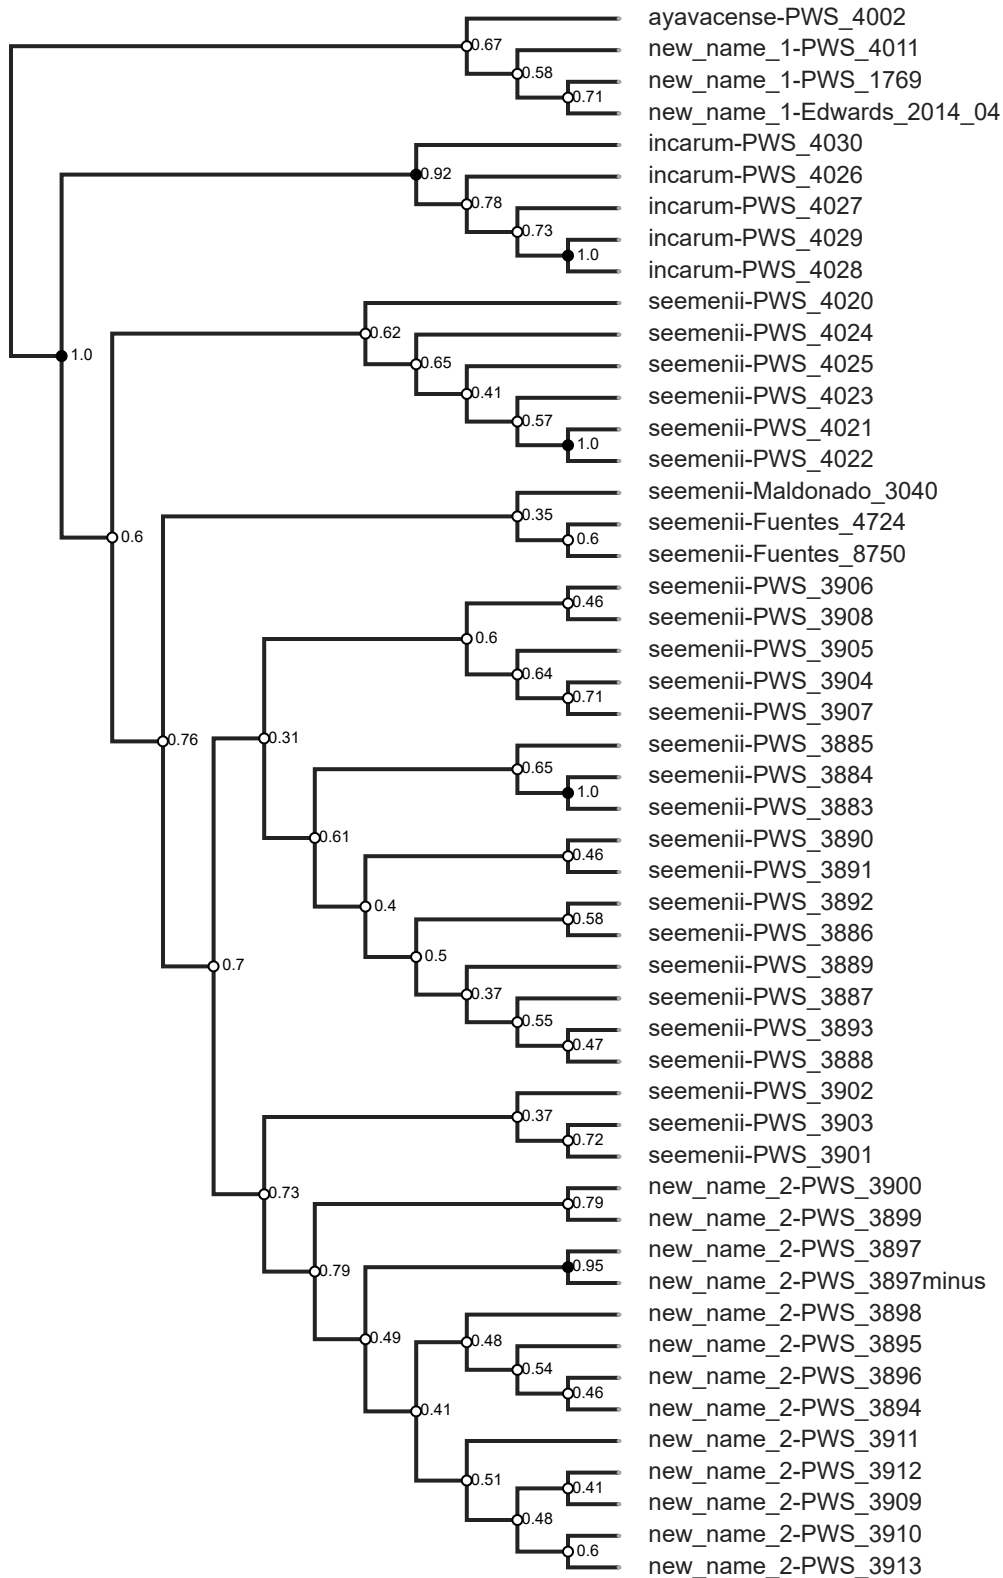 ayavacense-PWS_4002
0.67
new_name_1-PWS_4011
0.58
new_name_1-PWS_1769
0.71
new_name_1-Edwards_2014_04
incarum-PWS_4030
0.92
incarum-PWS_4026
0.78
incarum-PWS_4027
0.73
incarum-PWS_4029
1.0
incarum-PWS_4028
seemenii-PWS_4020
0.62
seemenii-PWS_4024
1.0
0.65
seemenii-PWS_4025
0.41
seemenii-PWS_4023
0.57
seemenii-PWS_4021
1.0
seemenii-PWS_4022
seemenii-Maldonado_3040
0.35
seemenii-Fuentes_4724
0.6
0.6
seemenii-Fuentes_8750
seemenii-PWS_3906
0.46
seemenii-PWS_3908
0.6
seemenii-PWS_3905
0.64
seemenii-PWS_3904
0.71
seemenii-PWS_3907
0.76
0.31
seemenii-PWS_3885
0.65
seemenii-PWS_3884
1.0
seemenii-PWS_3883
0.61
seemenii-PWS_3890
0.46
seemenii-PWS_3891
0.4
seemenii-PWS_3892
0.58
seemenii-PWS_3886
0.5
seemenii-PWS_3889
0.7
0.37
seemenii-PWS_3887
0.55
seemenii-PWS_3893
0.47
seemenii-PWS_3888
seemenii-PWS_3902
0.37
seemenii-PWS_3903
0.72
seemenii-PWS_3901
0.73
new_name_2-PWS_3900
0.79
new_name_2-PWS_3899
new_name_2-PWS_3897
0.79
0.95
new_name_2-PWS_3897minus
new_name_2-PWS_3898
0.49
0.48
new_name_2-PWS_3895
0.54
new_name_2-PWS_3896
0.46
new_name_2-PWS_3894
0.41
new_name_2-PWS_3911
0.51
new_name_2-PWS_3912
0.41
new_name_2-PWS_3909
0.48
new_name_2-PWS_3910
0.6
new_name_2-PWS_3913